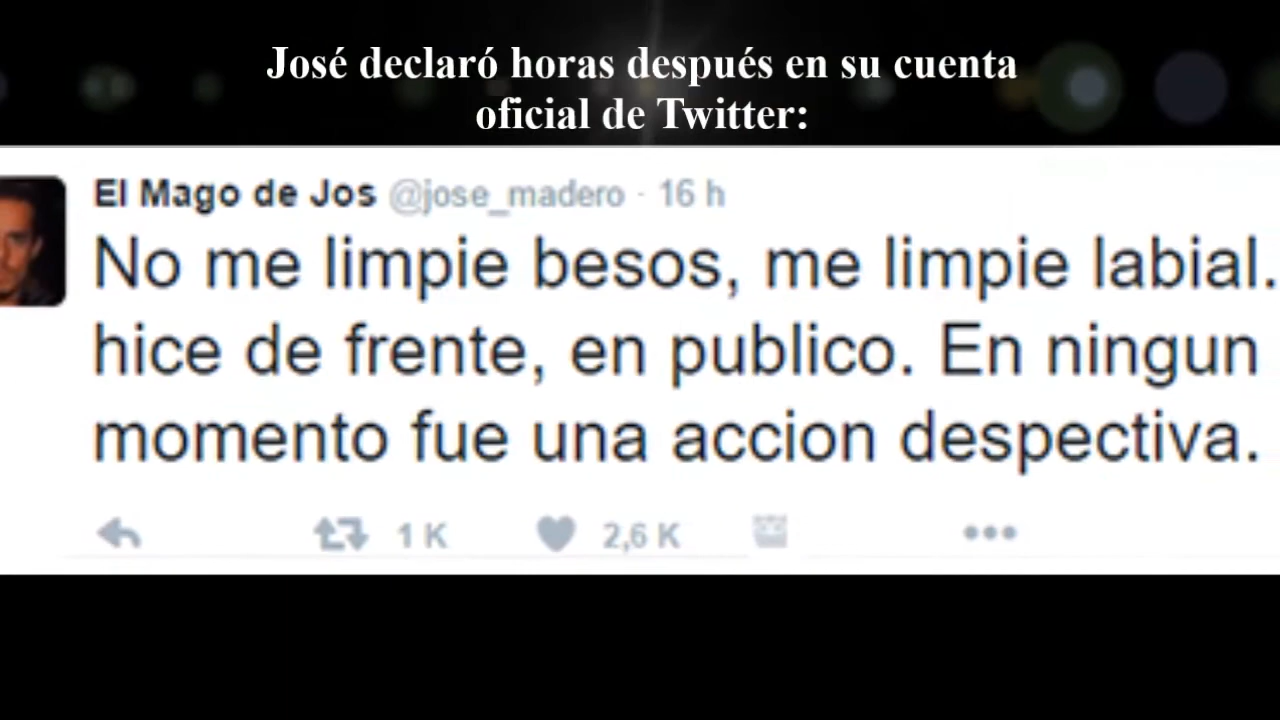 José declaró horas después en su cuenta
oficial de Twitter:
El Mago de Jos @jose_madero · 16 h
No me limpie besos, me limpie labial.
hice de frente, en publico. En ningun
momento fue una accion despectiva.
1 K 2,6 K